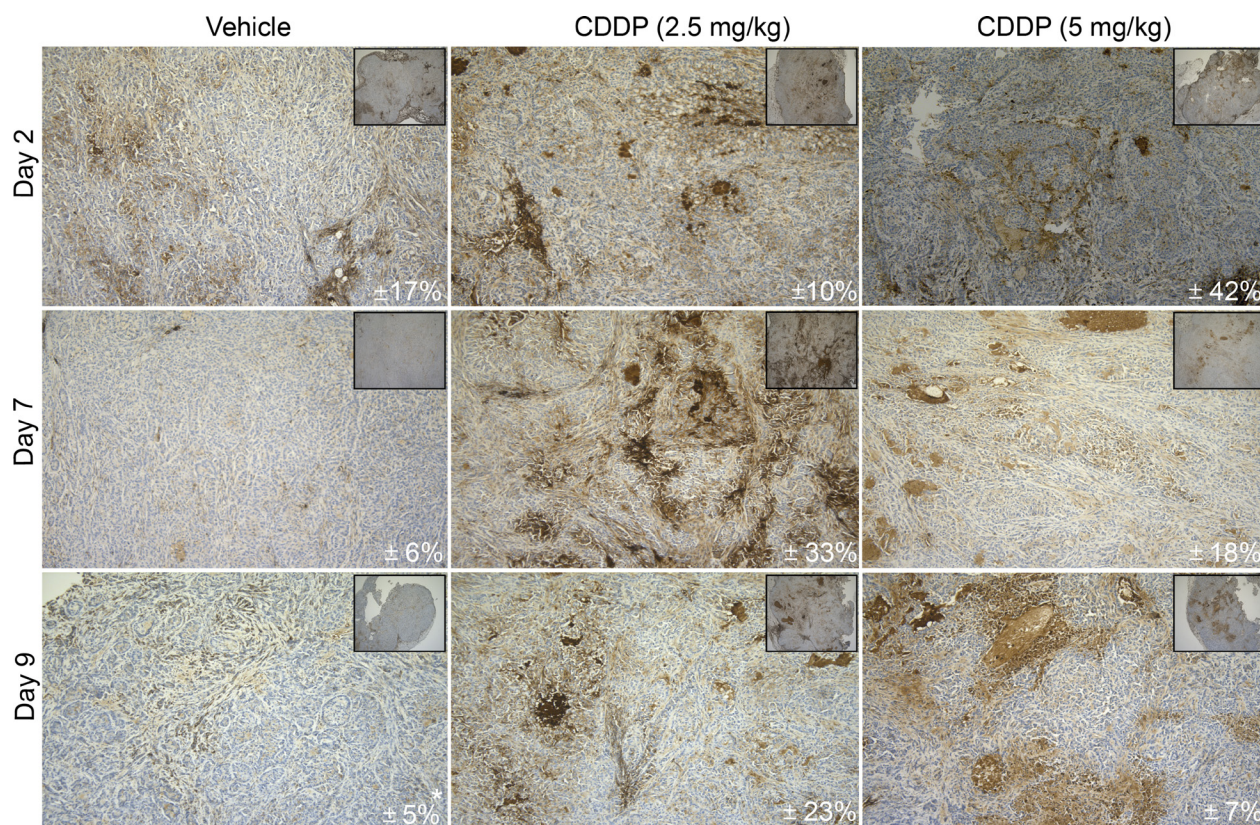 Vehicle
CDDP (2.5 mg/kg)
CDDP (5 mg/kg)
Day 2
±17%
±10%
± 42%
Day 7
± 6%
± 33%
± 18%
Day 9
± 5%*
± 23%
± 7%